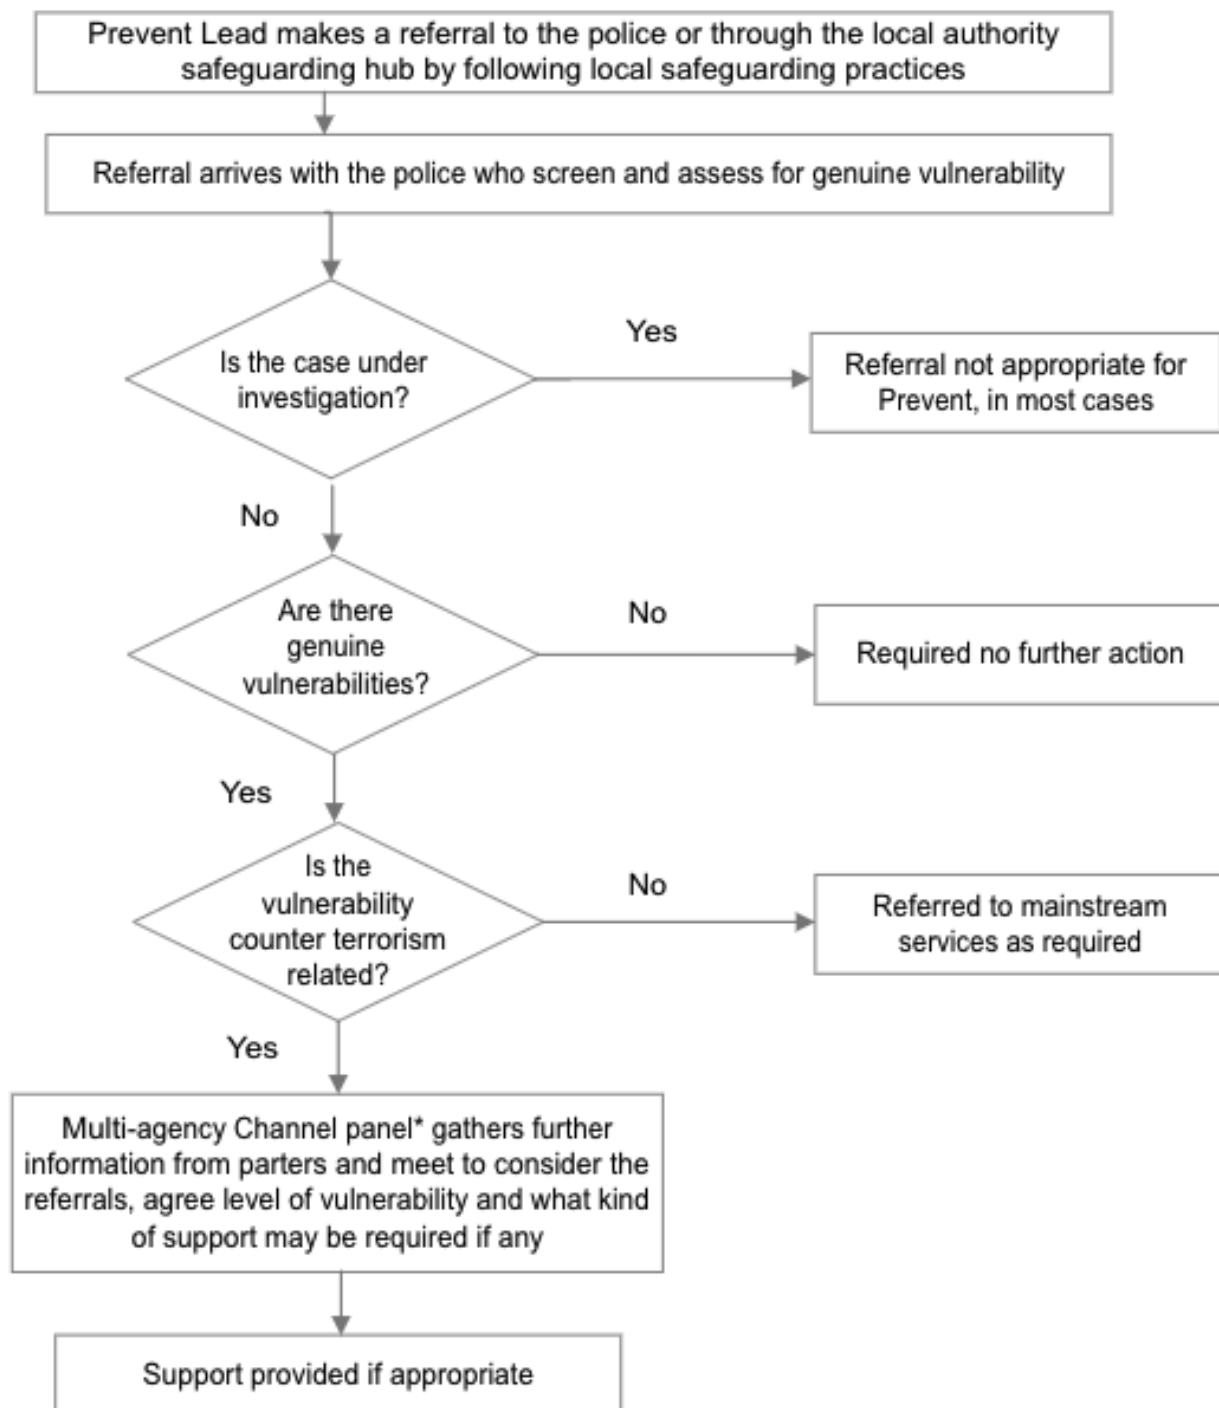 Prevent Lead makes a referral to the police or through the local authority
safeguarding hub by following local safeguarding practices
Referral arrives with the police who screen and assess for genuine vulnerability
Is the case under
investigation?
Yes
Referral not appropriate for
Prevent, in most cases
No
Are there
genuine
vulnerabilities?
No
Required no further action
Yes
Is the
vulnerability
counter terrorism
related?
No
Referred to mainstream
services as required
Yes
Multi-agency Channel panel* gathers further
information from parters and meet to consider the
referrals, agree level of vulnerability and what kind
of support may be required if any
Support provided if appropriate